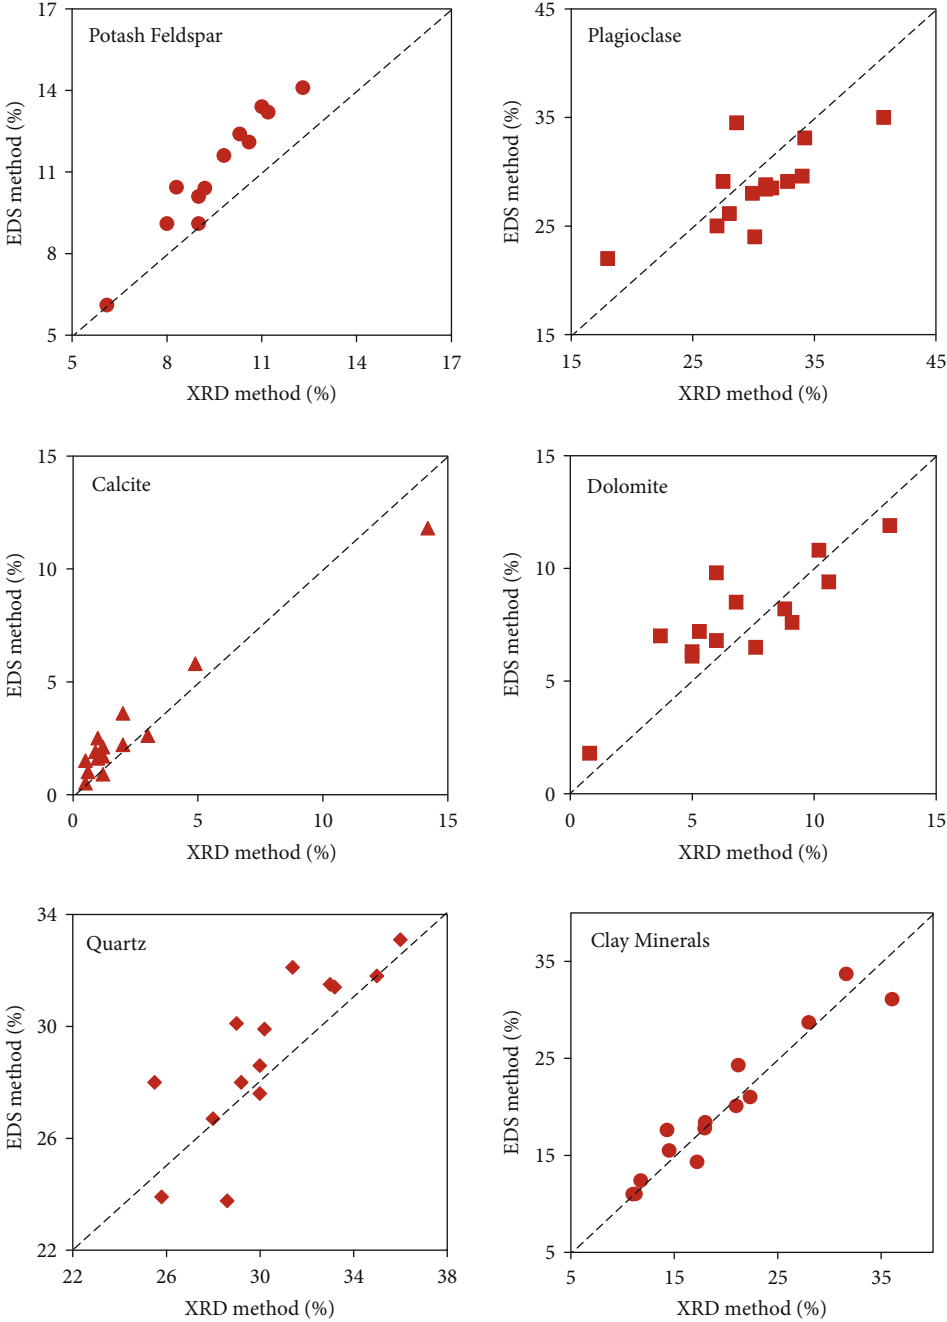 17
Potash Feldspar
14
11
8
5
EDS method (%)
5 8 11 14 17
XRD method (%)
45
Plagioclase
35
25
15
EDS method (%)
15 25 35 45
XRD method (%)
15
Calcite
10
5
0
EDS method (%)
0 5 10 15
XRD method (%)
15
Dolomite
10
5
0
EDS method (%)
0 5 10 15
XRD method (%)
34
Quartz
30
26
22
EDS method (%)
22 26 30 34 38
XRD method (%)
Clay Minerals
35
25
15
5
EDS method (%)
5 15 25 35
XRD method (%)